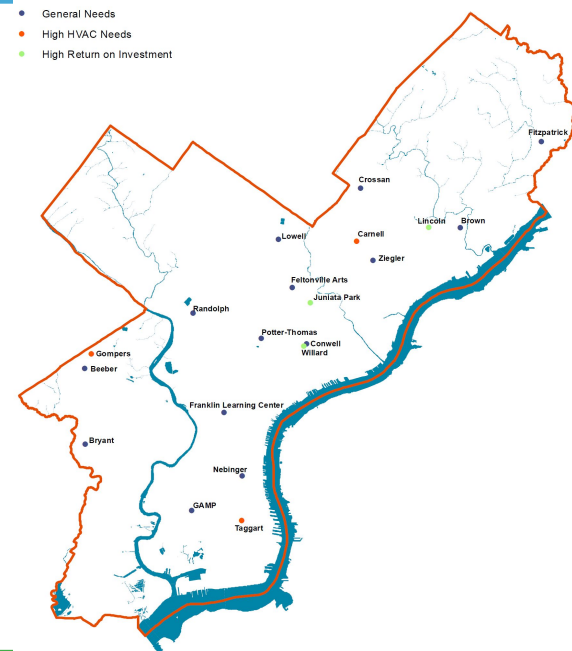 General Needs
High HVAC Needs
High Return on Investment
Fitzpatrick
Crossan
Lincoln
Brown
Lowell
Carnell
Ziegler
Feltonville Arts
Juniata Park
Randolph
Potter-Thomas
Conwell
Willard
Gompers
Beeber
Franklin Learning Center
Bryant
Nebinger
GAMP
Taggart